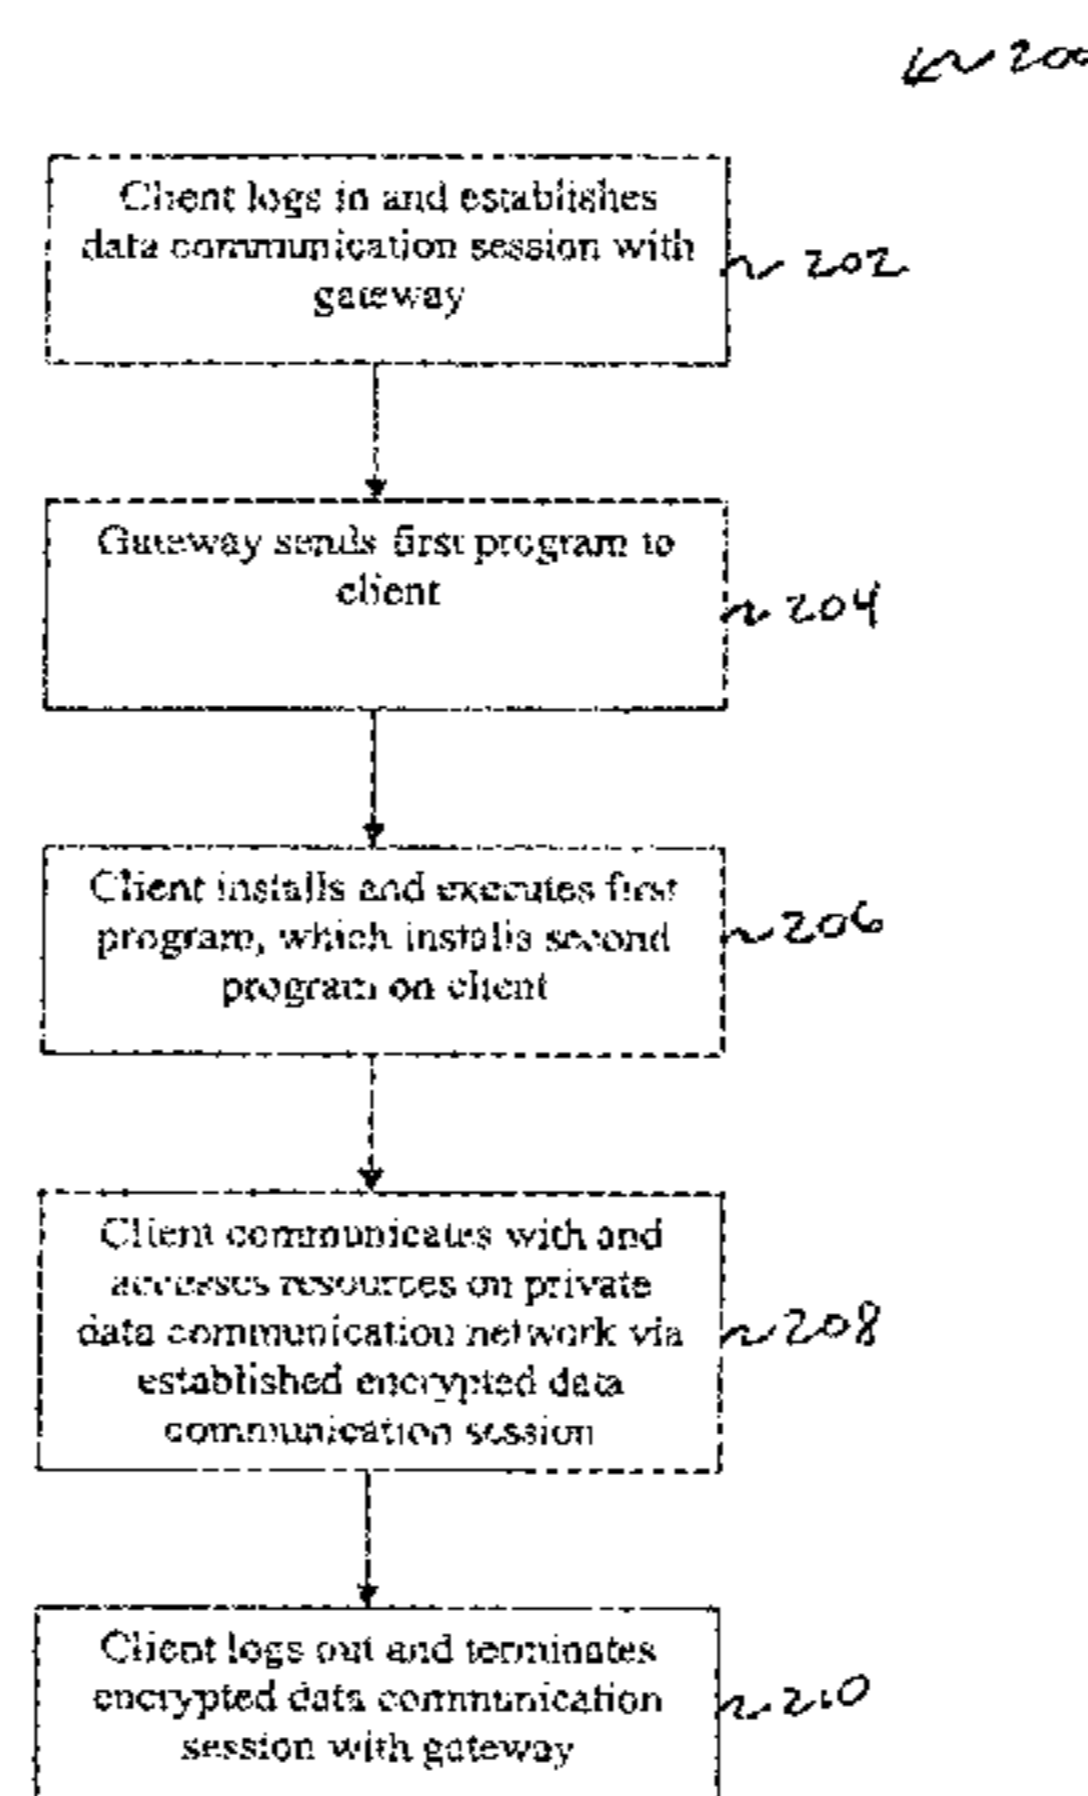 200
Client logs in and establishes
data communication session with
gateway
202
Gateway sends first program to
client
204
Client installs and executes first
program, which installs second
program on client
206
Client communicates with and
accesses resources on private
data communication network via
established encrypted data
communication session
208
Client logs out and terminates
encrypted data communication
session with gateway
210